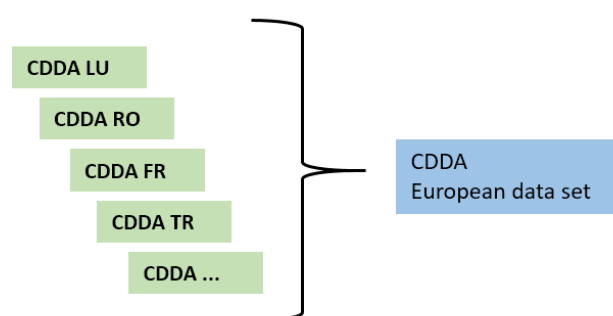 CDDA LU
CDDA RO
CDDA FR
CDDA TR
CDDA ...
CDDA
European data set